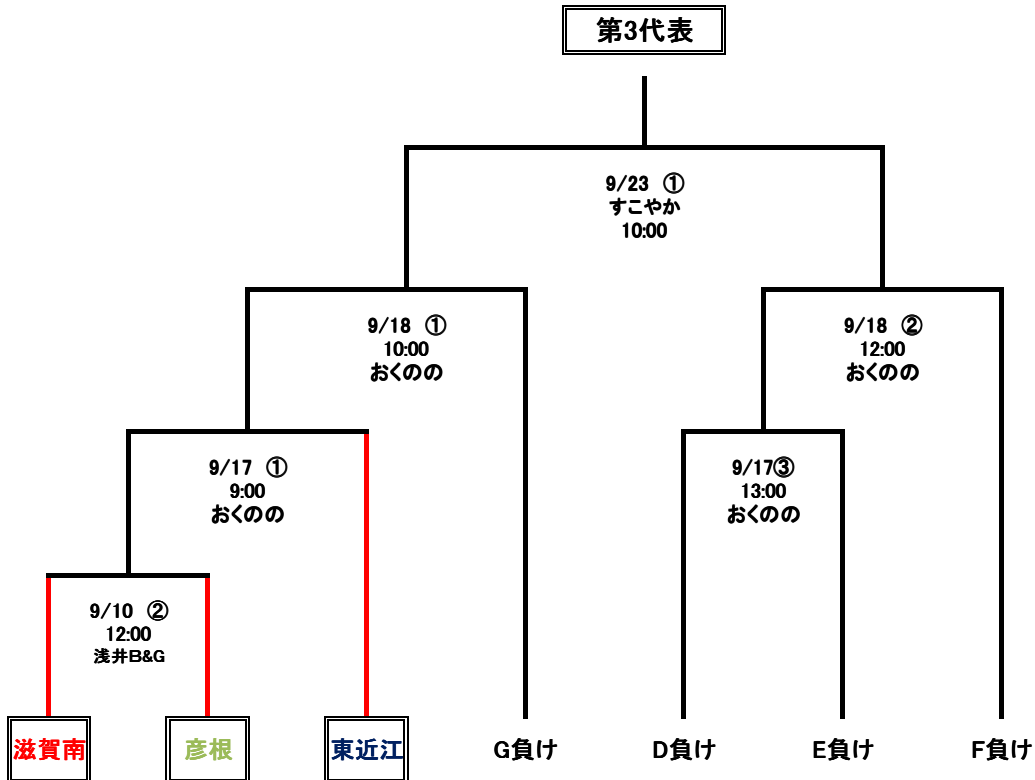 第3代表
9/23 ①
すこやか
10:00
9/18 ①
10:00
おくのの
9/18 ②
12:00
おくのの
9/17 ①
9:00
おくのの
9/17③
13:00
おくのの
9/10 ②
12:00
浅井B&G
滋賀南 彦根 東近江 G負け D負け E負け F負け